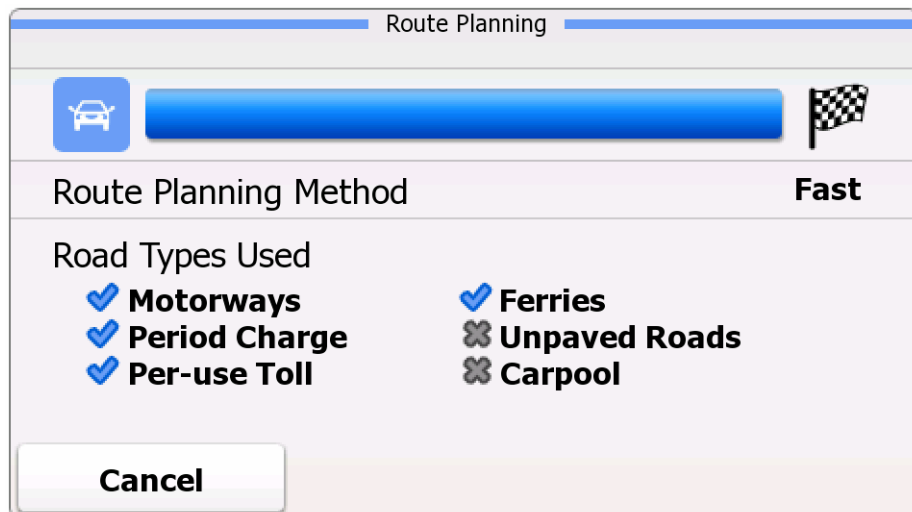 Route Planning
Route Planning Method Fast
Road Types Used
Motorways Ferries
Period Charge Unpaved Roads
Per-use Toll Carpool
Cancel